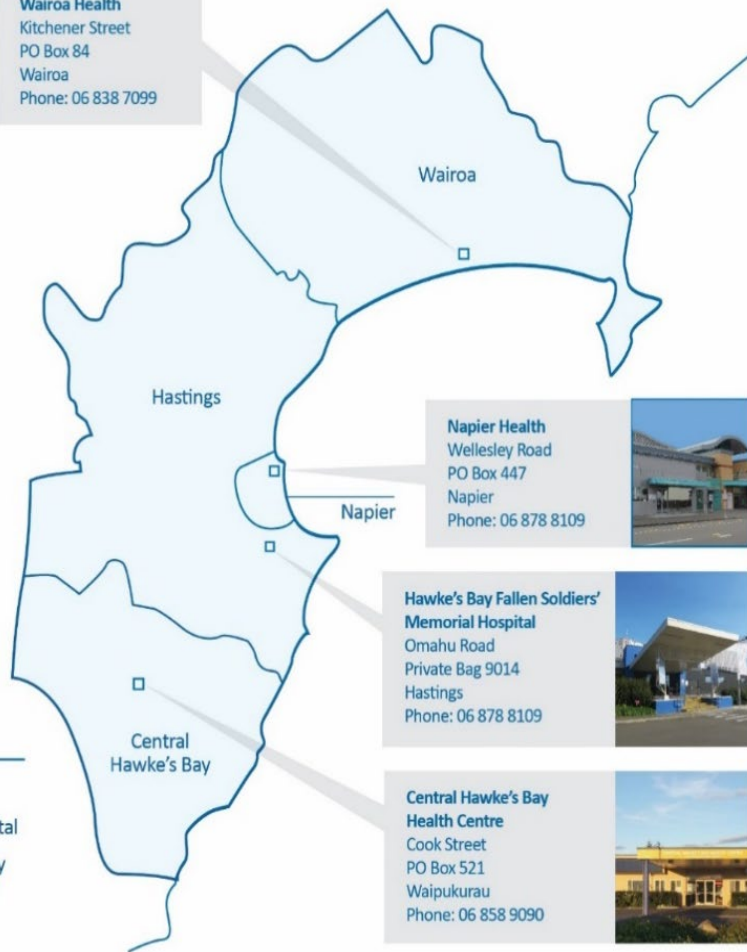 Wairoa Health
Kitchener Street
PO Box 84
Wairoa
Phone: 06 838 7099
Wairoa
Hastings
Napier Health
Wellesley Road
PO Box 447
Napier
Phone: 06 878 8109
Napier
Hawke's Bay Fallen Soldiers'
Memorial Hospital
Omahu Road
Private Bag 9014
Hastings
Phone: 06 878 8109
Central
Hawke's Bay
Central Hawke's Bay
Health Centre
Cook Street
PO Box 521
Waipukurau
Phone: 06 858 9090